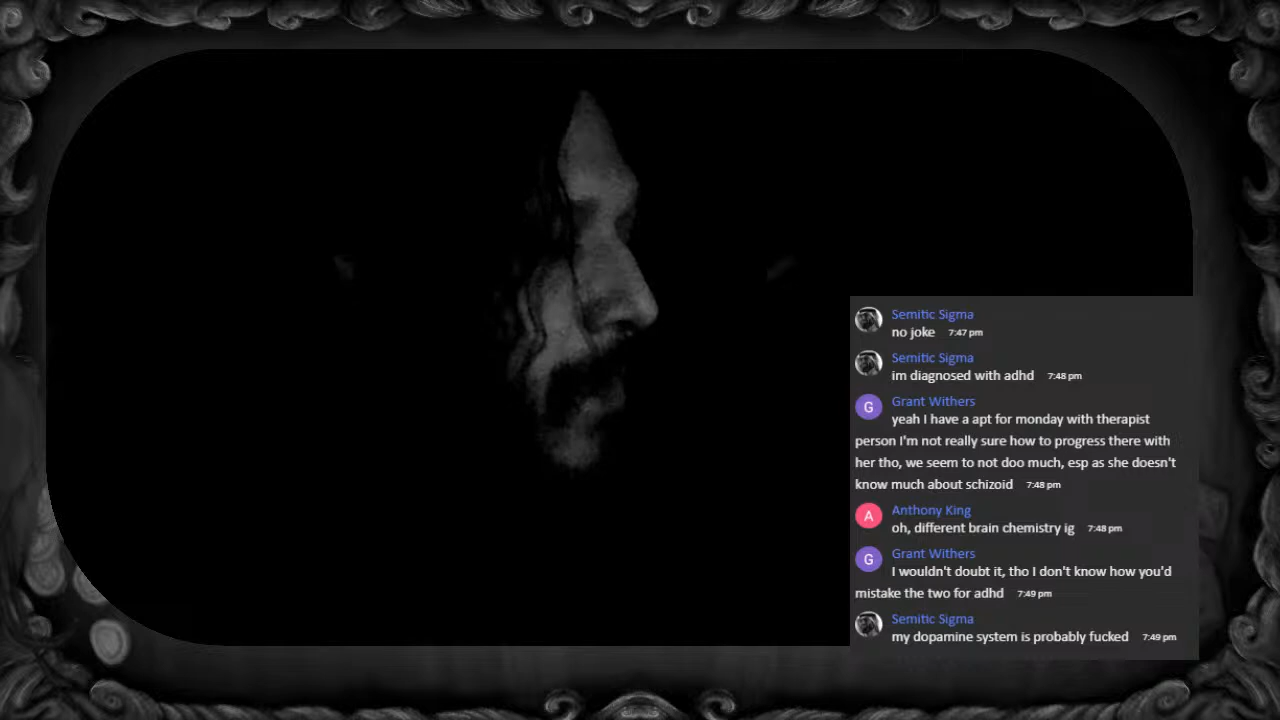 Semitic Sigma
no joke 7:47 pm
Semitic Sigma
im diagnosed with adhd 7:48 pm
G Grant Withers
yeah I have a apt for monday with therapist
person I'm not really sure how to progress there with
her tho, we seem to not doo much, esp as she doesn't
know much about schizoid 7:48 pm
A Anthony King
oh, different brain chemistry ig 7:48 pm
G Grant Withers
I wouldn't doubt it, tho I don't know how you'd
mistake the two for adhd 7:49 pm
Semitic Sigma
my dopamine system is probably fucked 7:49 pm